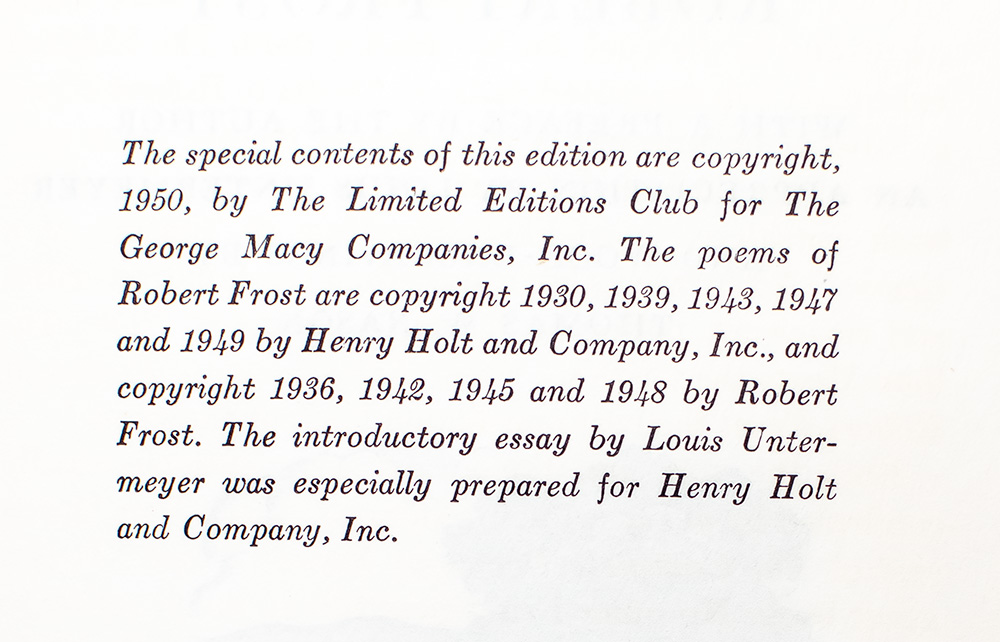 The special contents of this edition are copyright,
1950, by The Limited Editions Club for The
George Macy Companies, Inc. The poems of
Robert Frost are copyright 1930, 1939, 1943, 1947
and 1949 by Henry Holt and Company, Inc., and
copyright 1936, 1942, 1945 and 1948 by Robert
Frost. The introductory essay by Louis Unter-
meyer was especially prepared for Henry Holt
and Company, Inc.